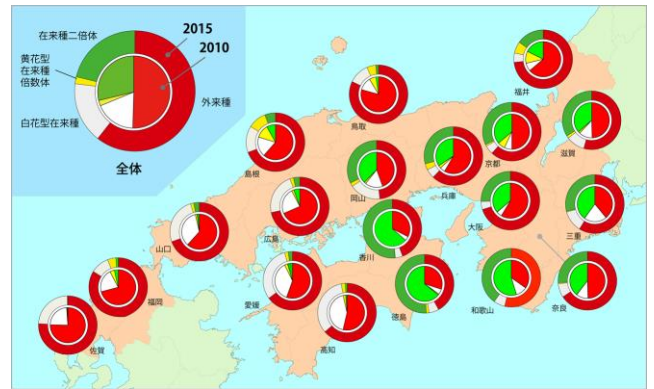 在来種二倍体
2015
2010
黄花型
在来種
倍数体
外来種
白花型在来種
全体
福井
鳥取
島根
岡山
兵庫
京都
滋賀
広島
大阪
三重
山口
香川
福岡
愛媛
徳島
和歌山
奈良
佐賀
高知